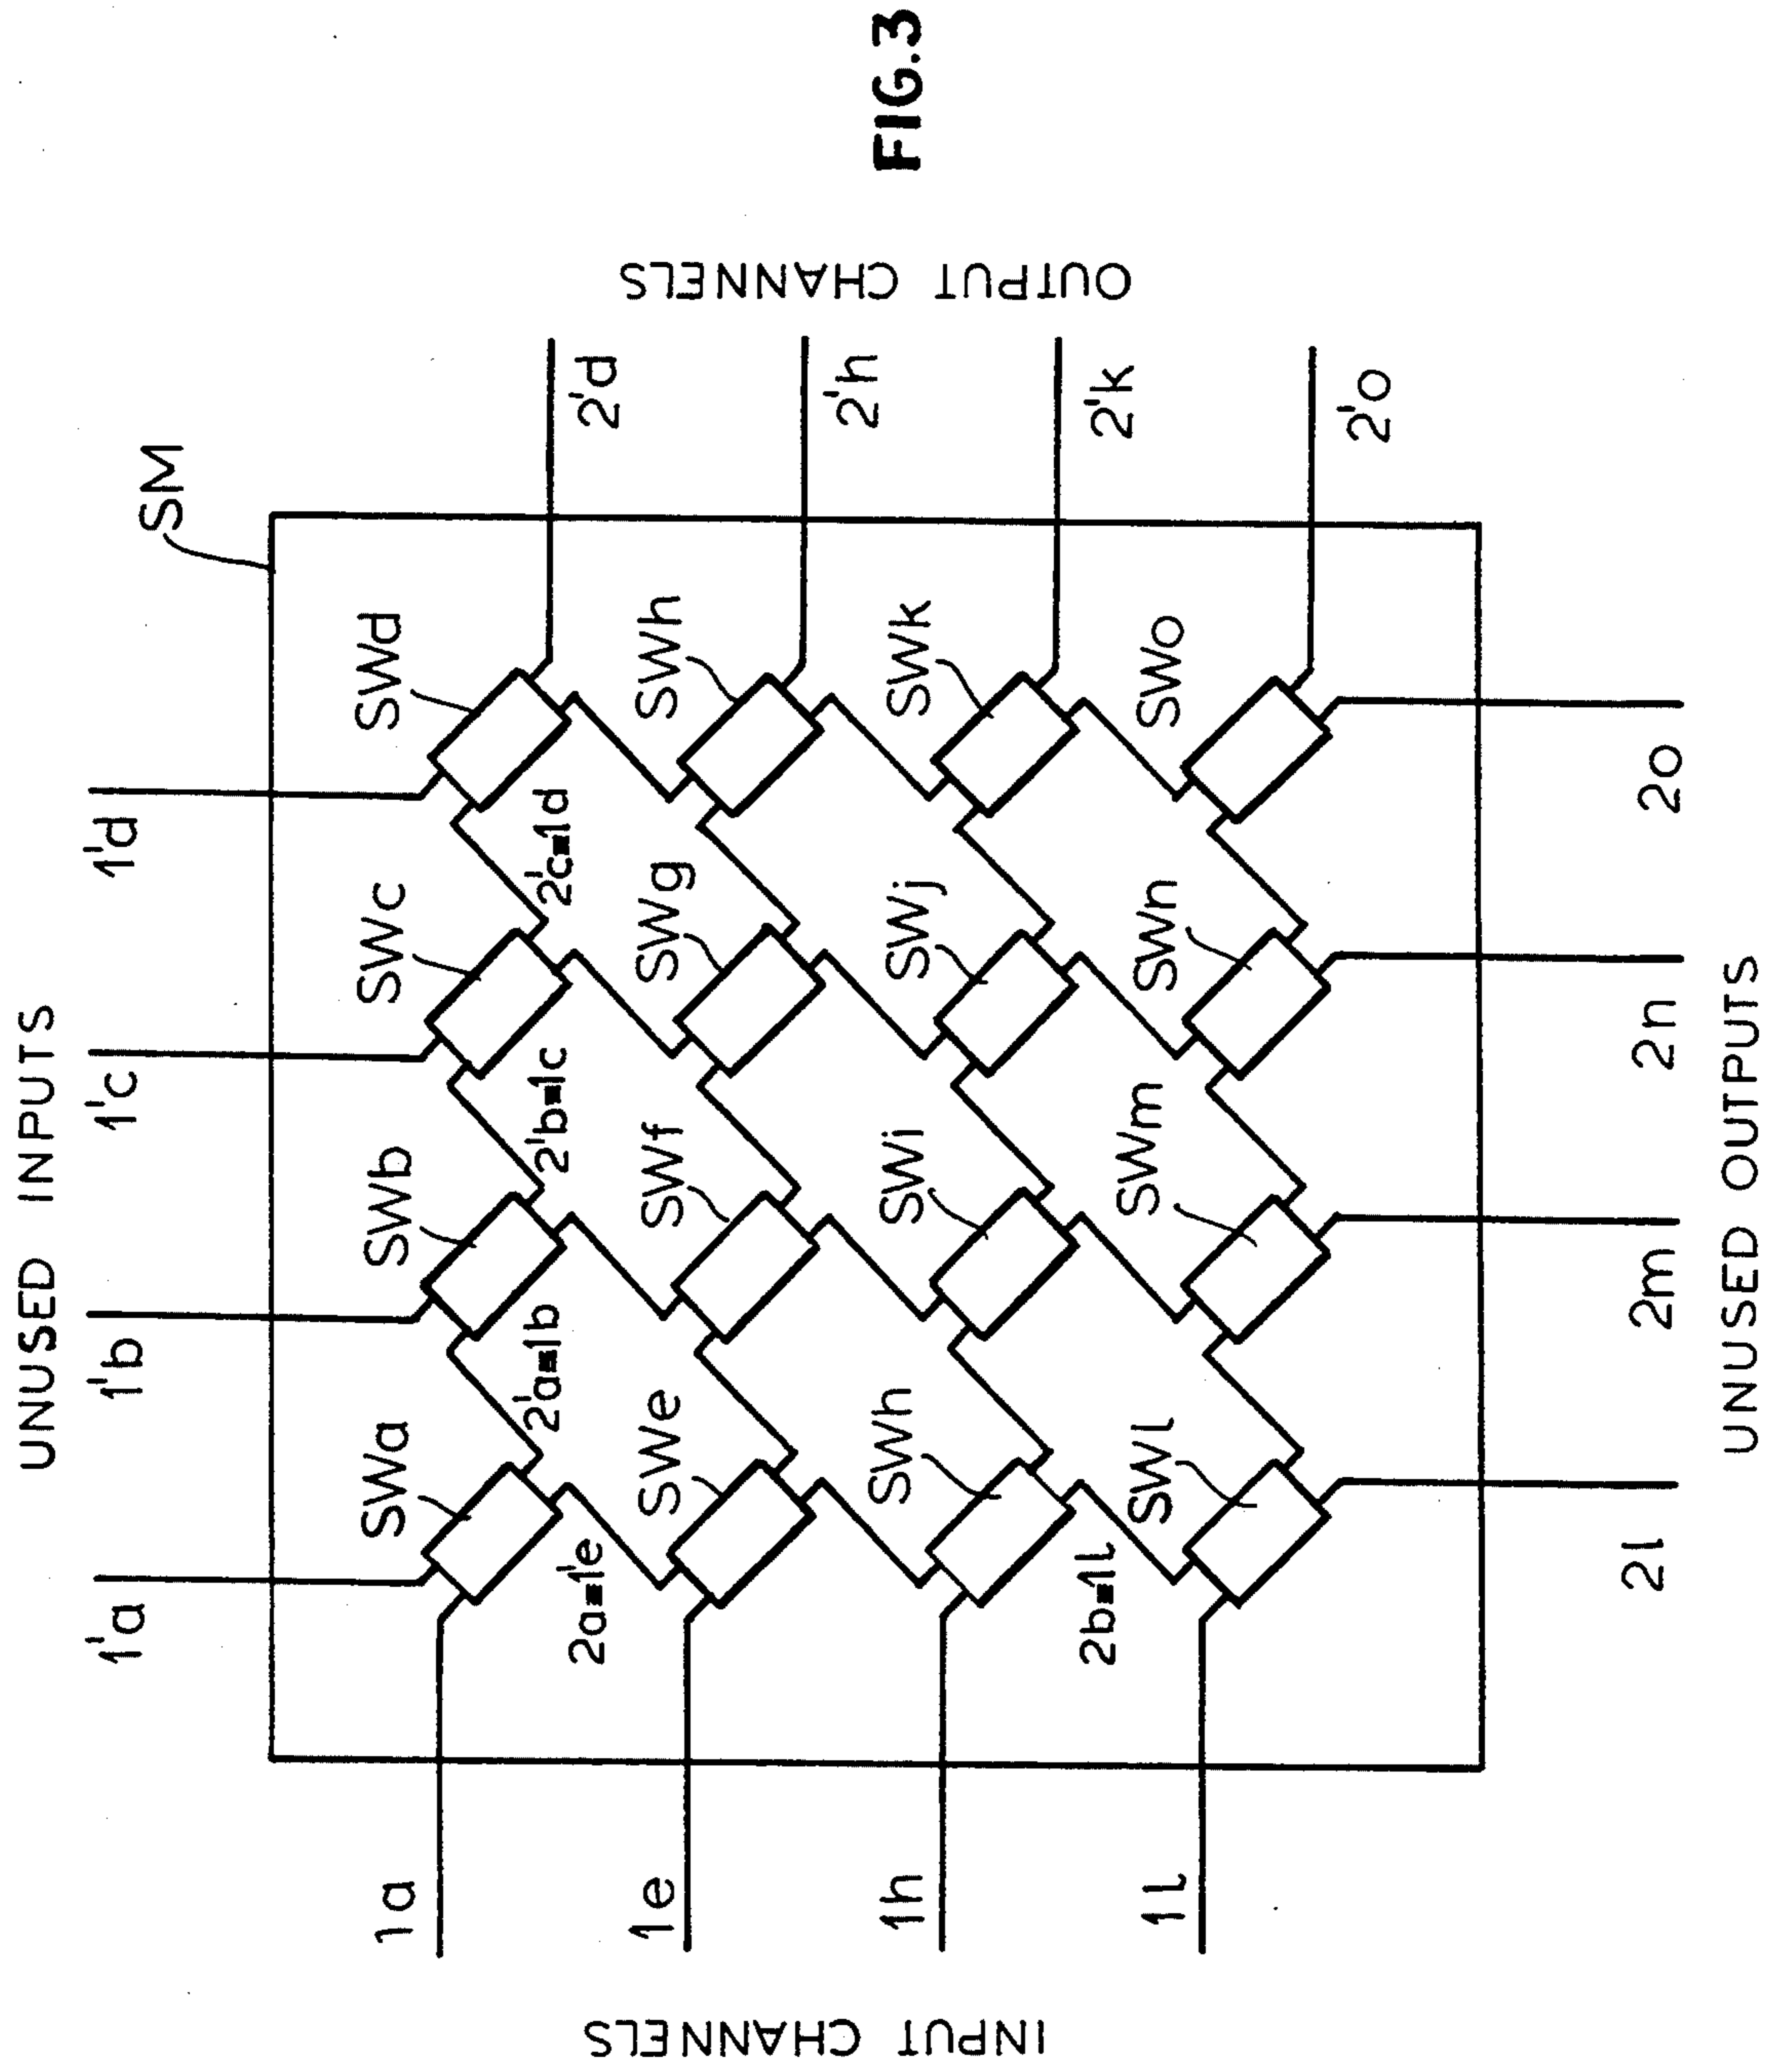 UNUSED INPUTS
1'a
1'b
1'c
1'd
SM
SWa
SWb
SWc
SWd
2'a≡1b
2'b≡1c
2'c≡1d
2a≡1'e
SWe
SWf
SWg
SWh
SWh
SWi
SWj
SWk
2b≡1'l
SWl
SWm
SWn
SWo
INPUT CHANNELS
1a
1e
1h
1l
OUTPUT CHANNELS
2'd
2'h
2'k
2'o
2l
2m
2n
2o
UNUSED OUTPUTS
FIG.3